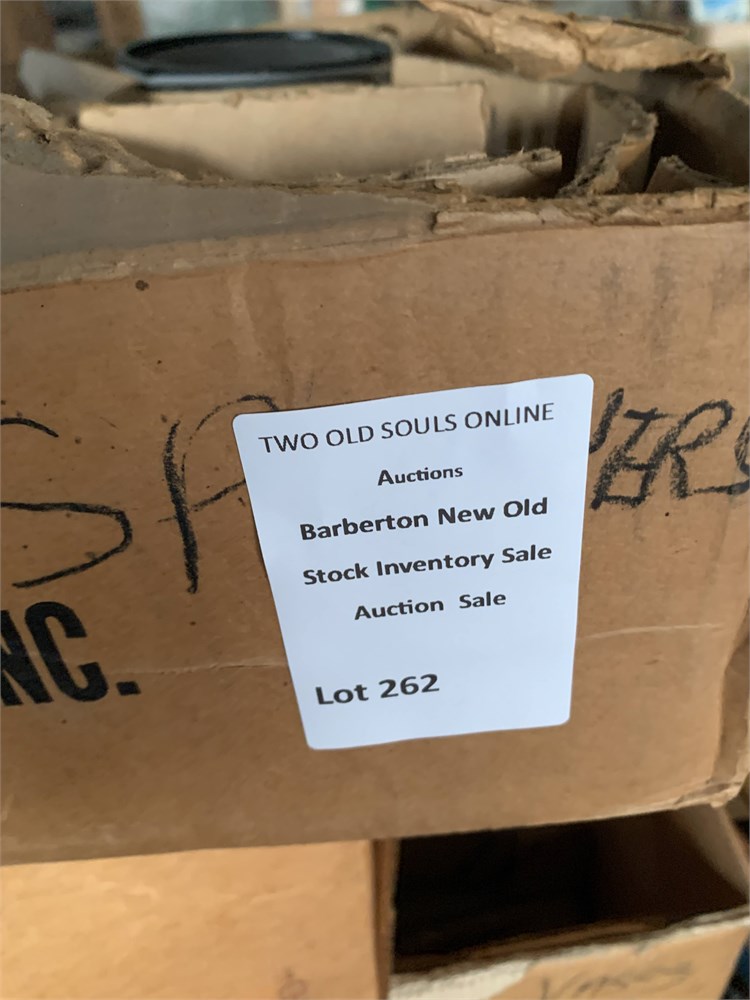 TWO OLD SOULS ONLINE
Auctions
Barberton New Old
Stock Inventory Sale
Auction Sale
Lot 262
NC.